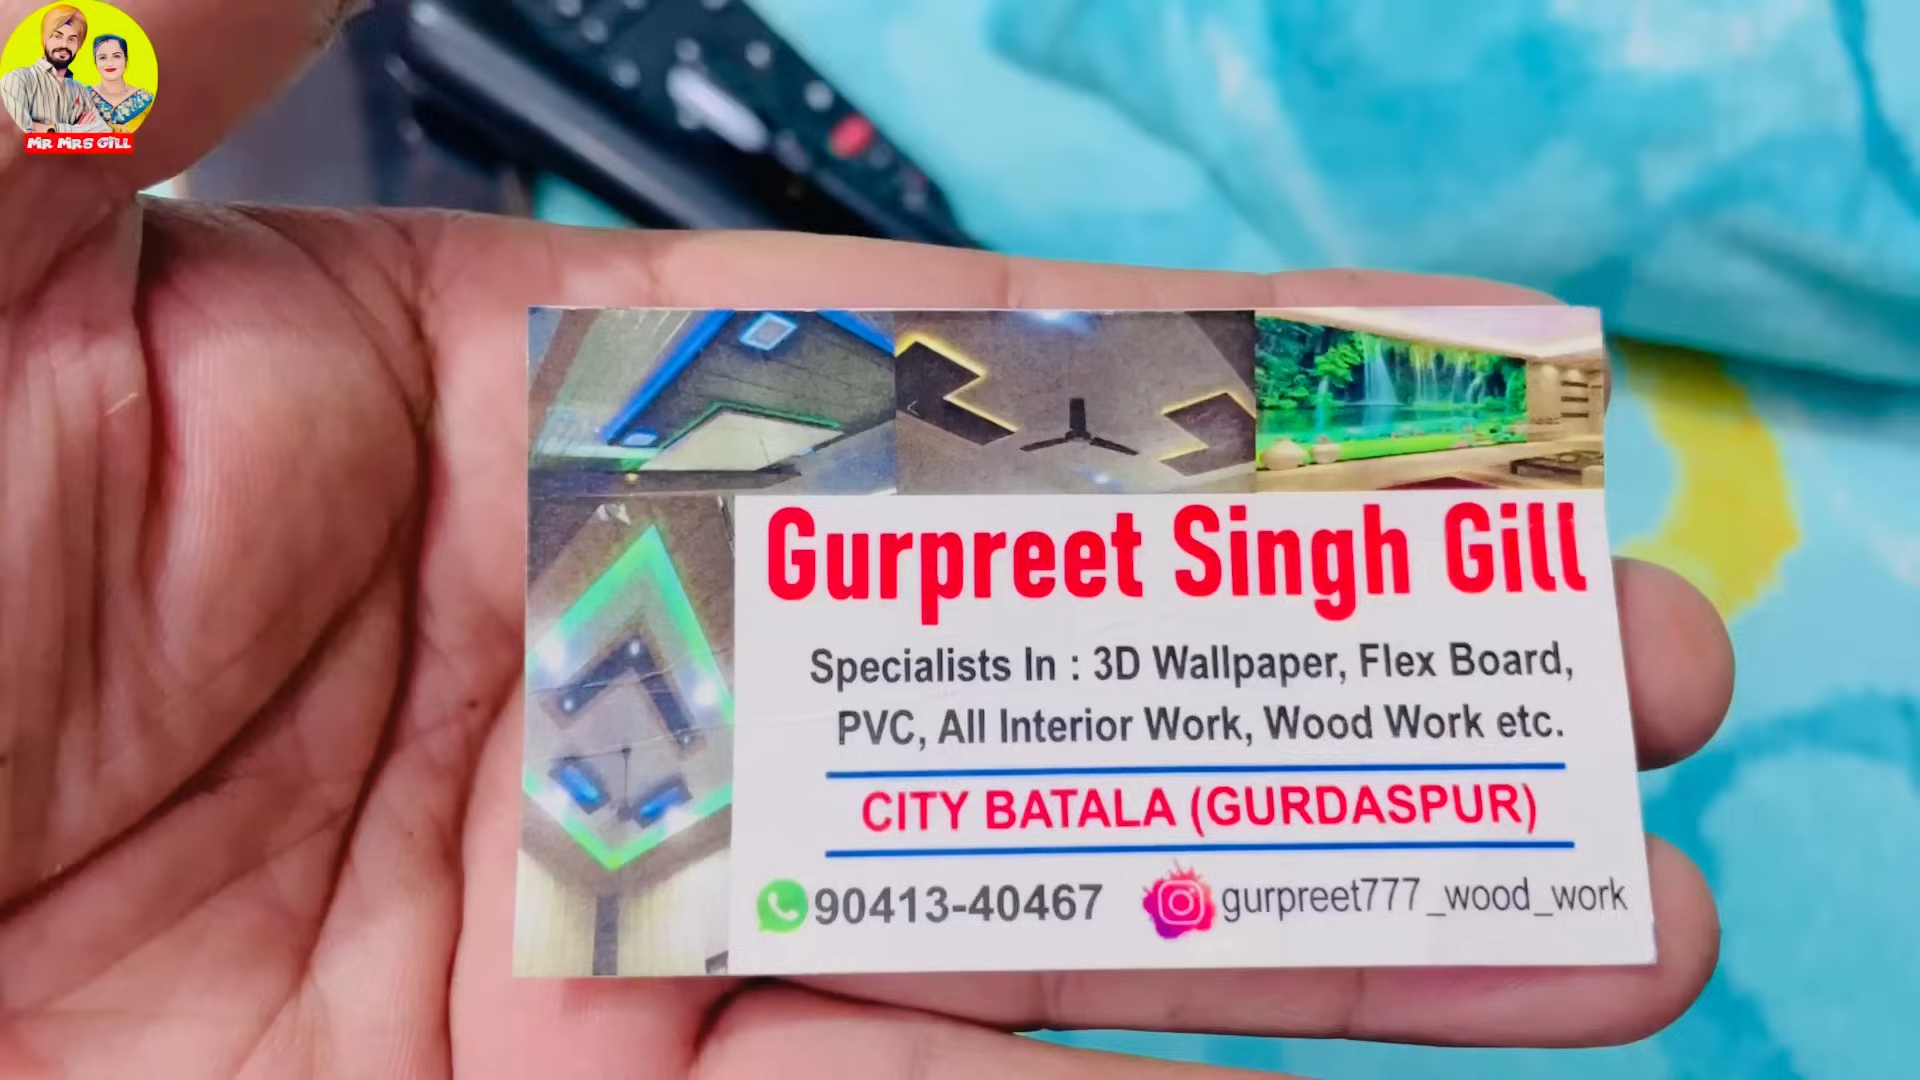 MR MRS GILL
Gurpreet Singh Gill
Specialists In : 3D Wallpaper, Flex Board,
PVC, All Interior Work, Wood Work etc.
CITY BATALA (GURDASPUR)
90413-40467 gurpreet777_wood_work